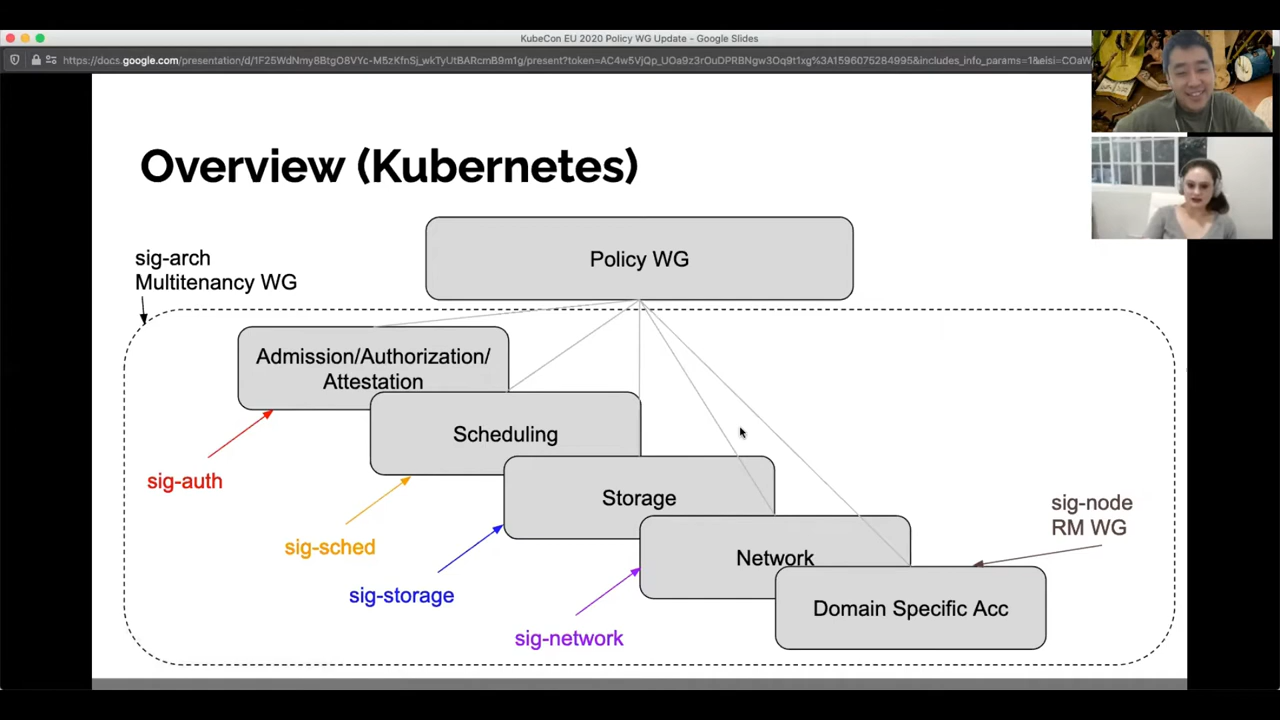 KubeCon EU 2020 Policy WG Update - Google Slides
Overview (Kubernetes)
Policy WG
sig-arch
Multitenancy WG
Admission/Authorization/
Attestation
Scheduling
sig-auth
Storage
sig-node
RM WG
sig-sched
Network
sig-storage
Domain Specific Acc
sig-network